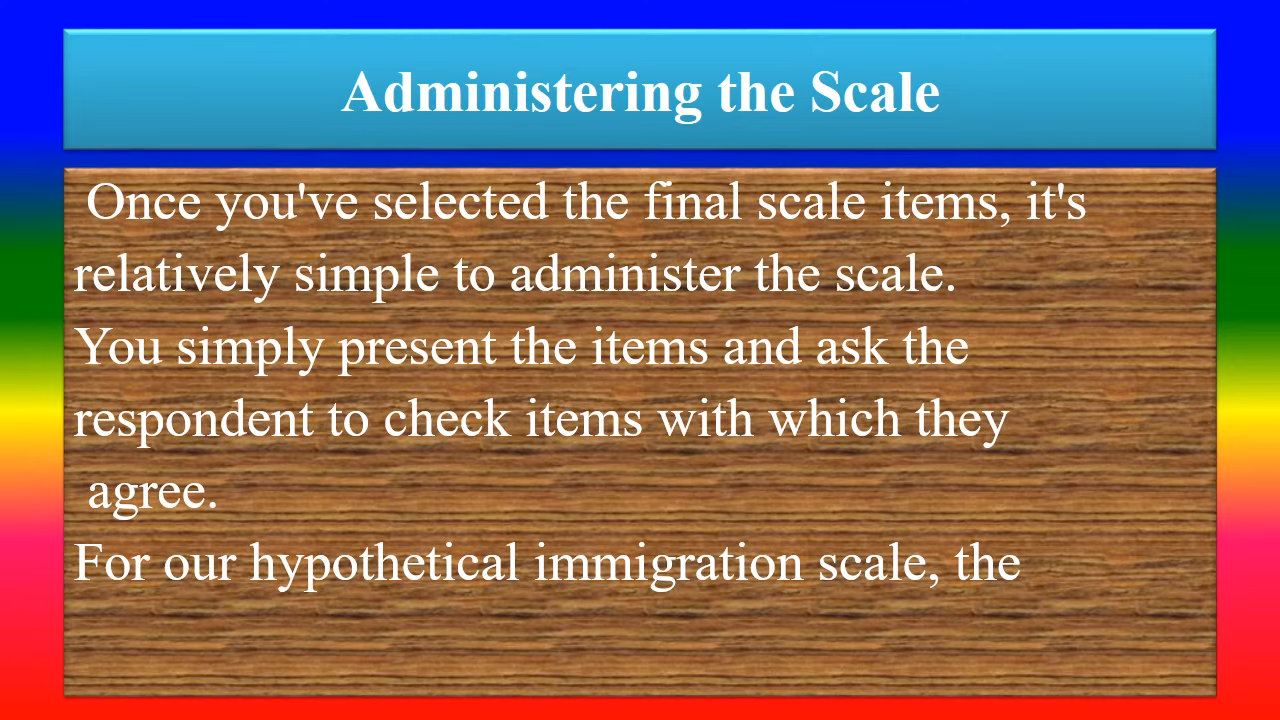 Administering the Scale
Once you've selected the final scale items, it's
relatively simple to administer the scale.
You simply present the items and ask the
respondent to check items with which they
agree.
For our hypothetical immigration scale, the